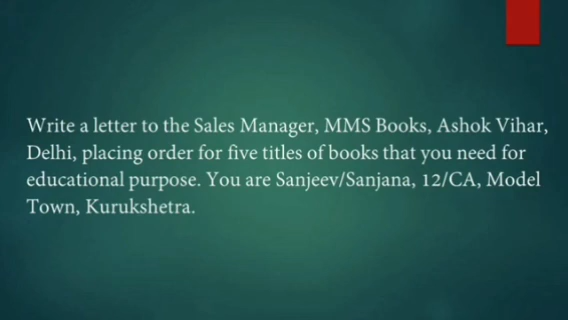 Write a letter to the Sales Manager, MMS Books, Ashok Vihar,
Delhi, placing order for five titles of books that you need for
educational purpose. You are Sanjeev/Sanjana, 12/CA, Model
Town, Kurukshetra.